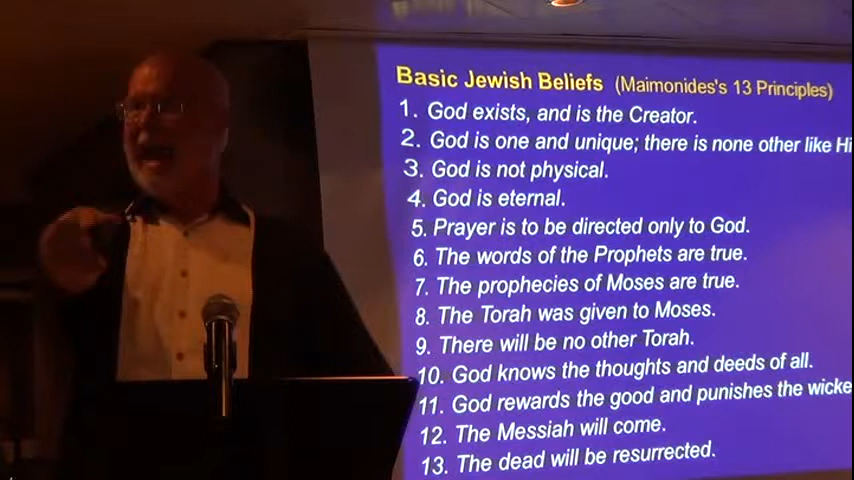 Basic Jewish Beliefs (Maimonides's 13 Principles)
1. God exists, and is the Creator.
2. God is one and unique; there is none other like
3. God is not physical.
4. God is eternal.
5. Prayer is to be directed only to God.
6. The words of the Prophets are true.
7. The prophecies of Moses are true.
8. The Torah was given to Moses.
9. There will be no other Torah.
10. God knows the thoughts and deeds of all.
11. God rewards the good and punishes the
12. The Messiah will come.
13. The dead will be resurrected.